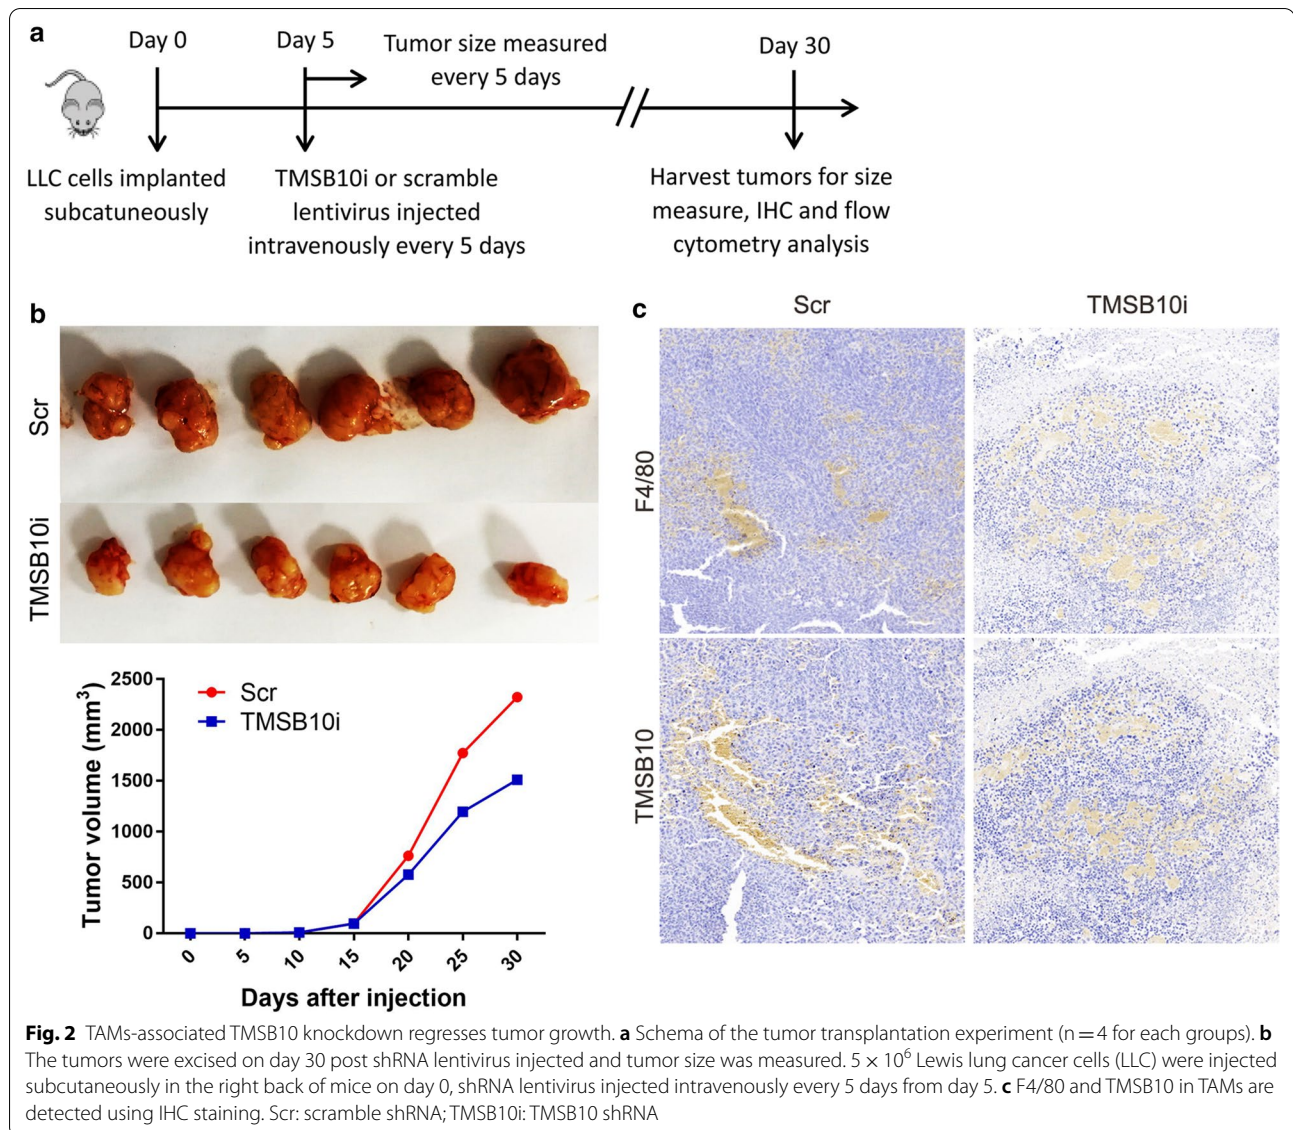 a
Day 0
Day 5
Tumor size measured
every 5 days
Day 30
LLC cells implanted
subcatuneously
TMSB10i or scramble
lentivirus injected
intravenously every 5 days
Harvest tumors for size
measure, IHC and flow
cytometry analysis
b
Scr
TMSB10i
2500
2000
1500
1000
500
0
Tumor volume (mm³)
Scr
TMSB10i
0
5
10
15
20
25
30
Days after injection
c
Scr
TMSB10i
F4/80
TMSB10
Fig. 2 TAMs-associated TMSB10 knockdown regresses tumor growth. a Schema of the tumor transplantation experiment (n = 4 for each groups). b
The tumors were excised on day 30 post shRNA lentivirus injected and tumor size was measured. 5 × 10⁶ Lewis lung cancer cells (LLC) were injected
subcutaneously in the right back of mice on day 0, shRNA lentivirus injected intravenously every 5 days from day 5. c F4/80 and TMSB10 in TAMs are
detected using IHC staining. Scr: scramble shRNA; TMSB10i: TMSB10 shRNA